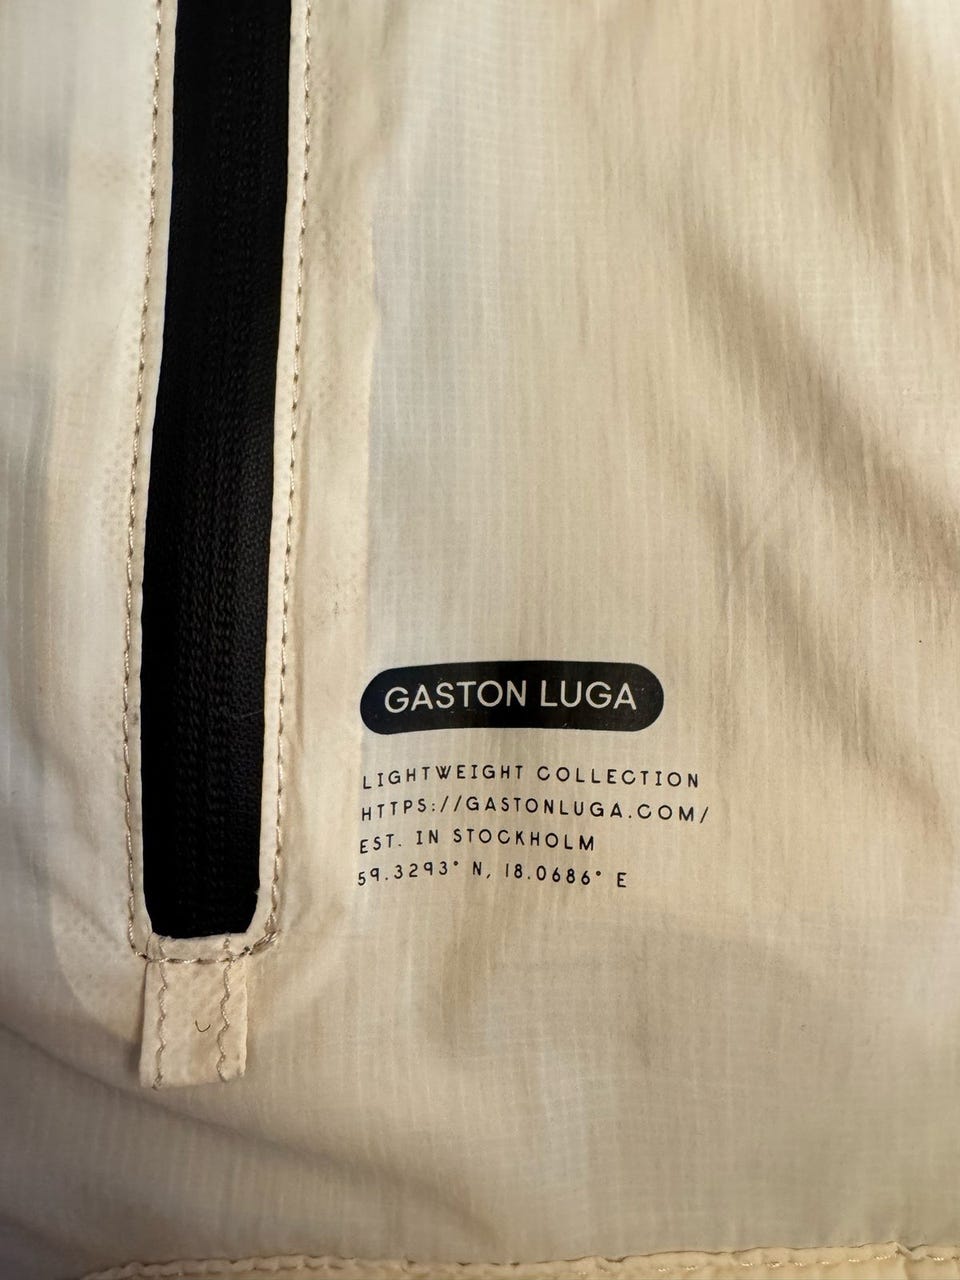 GASTON LUGA
LIGHTWEIGHT COLLECTION
HTTPS://GASTONLUGA.COM/
EST. IN STOCKHOLM
59.3293° N, 18.0686° E